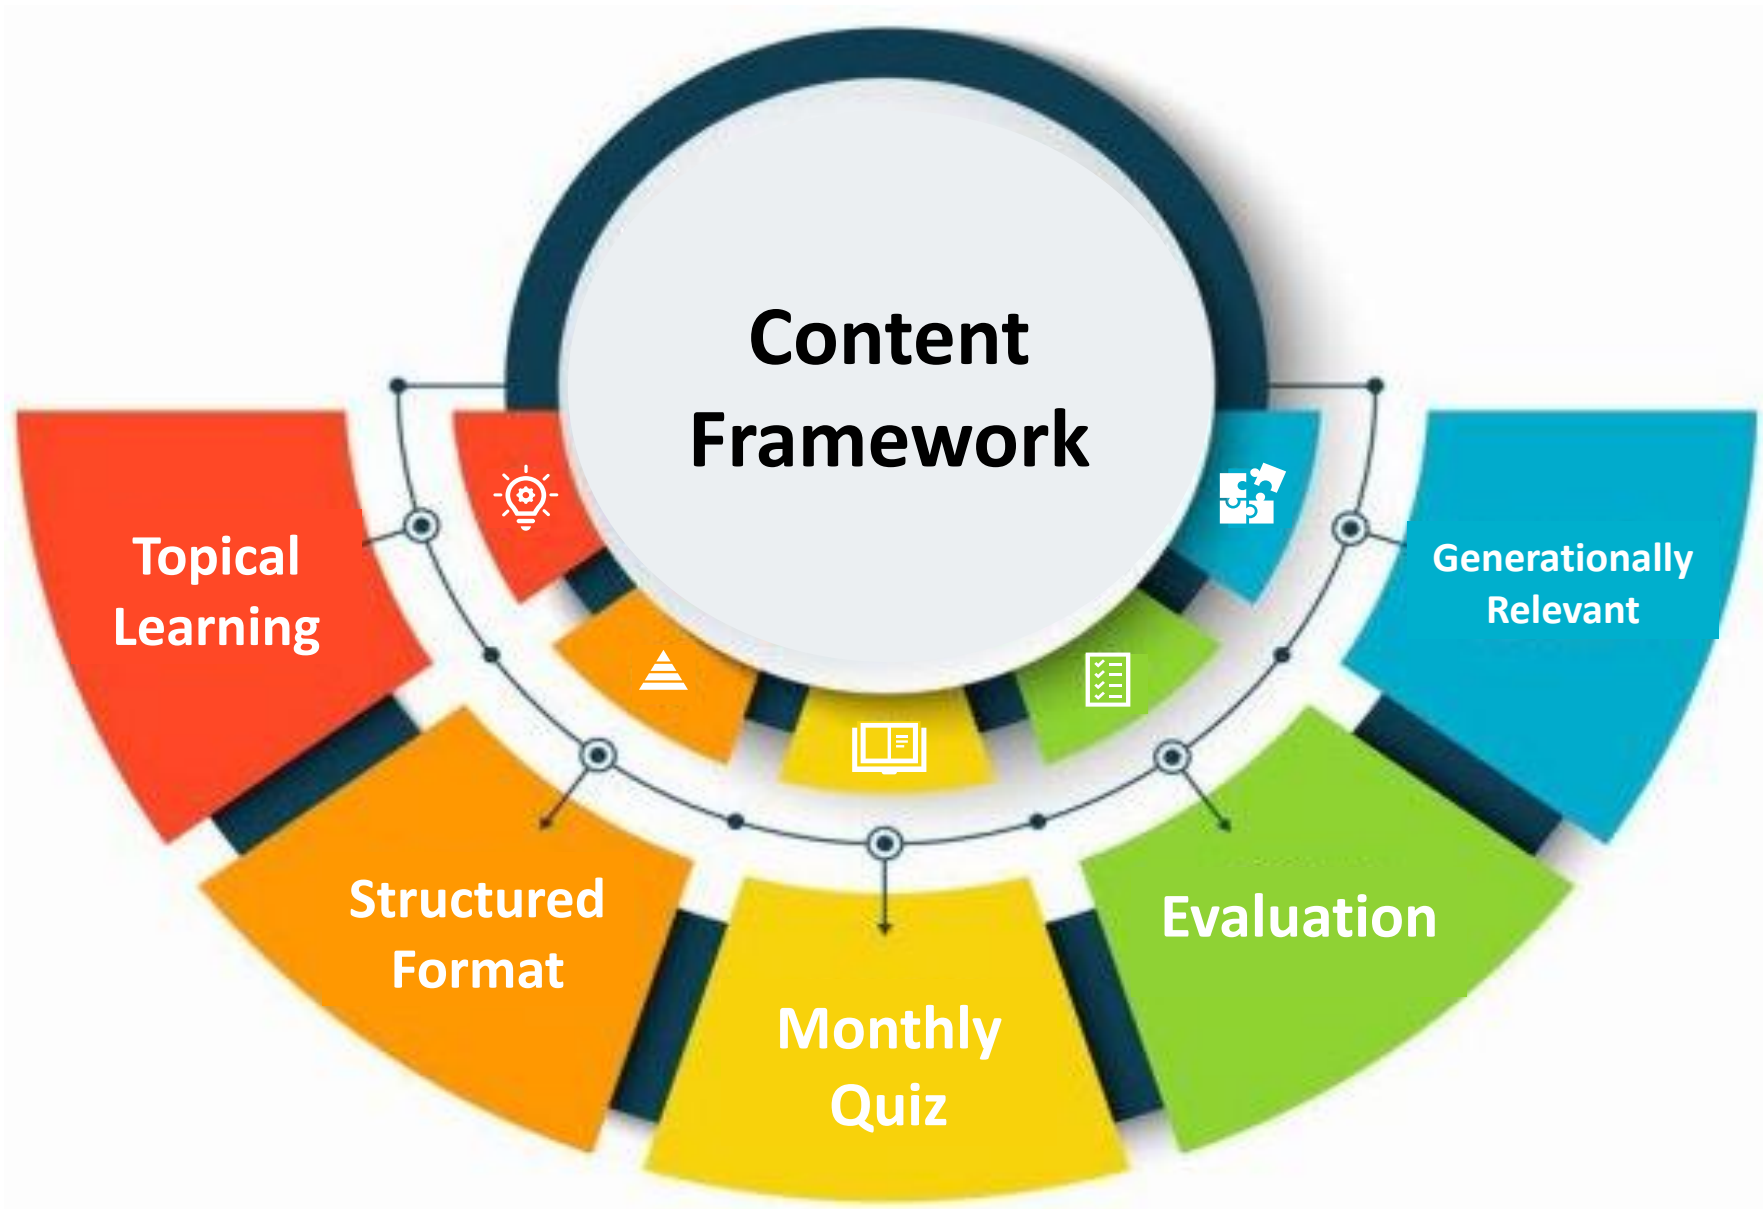 Content
Framework
Topical
Learning
Structured
Format
Monthly
Quiz
Evaluation
Generationally
Relevant